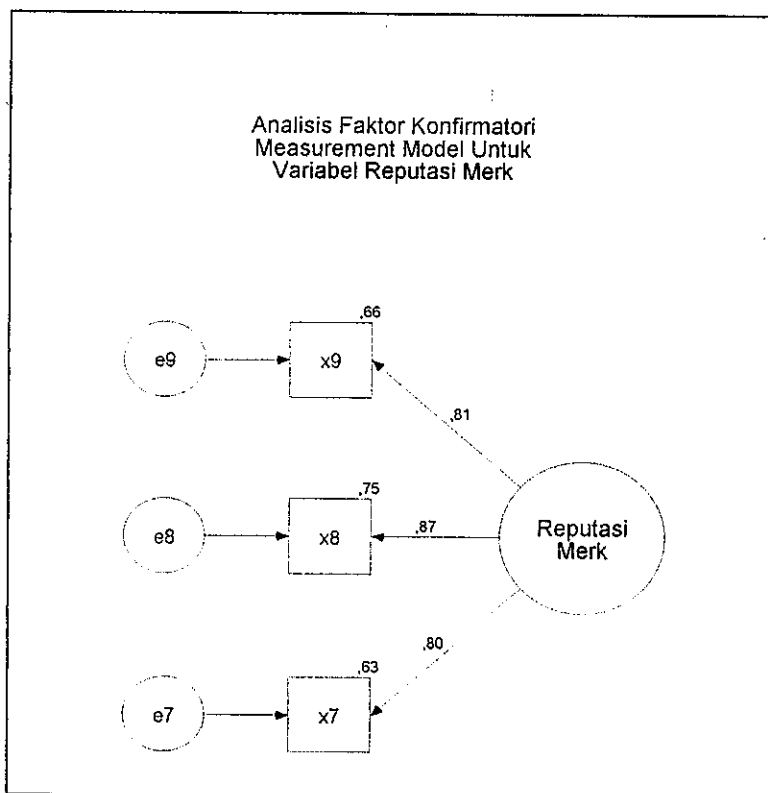 Analisis Faktor Konfirmatori
Measurement Model Untuk
Variabel Reputasi Merk
,66
e9
x9
,81
,75
e8
x8
,87
Reputasi
Merk
,80
,63
e7
x7